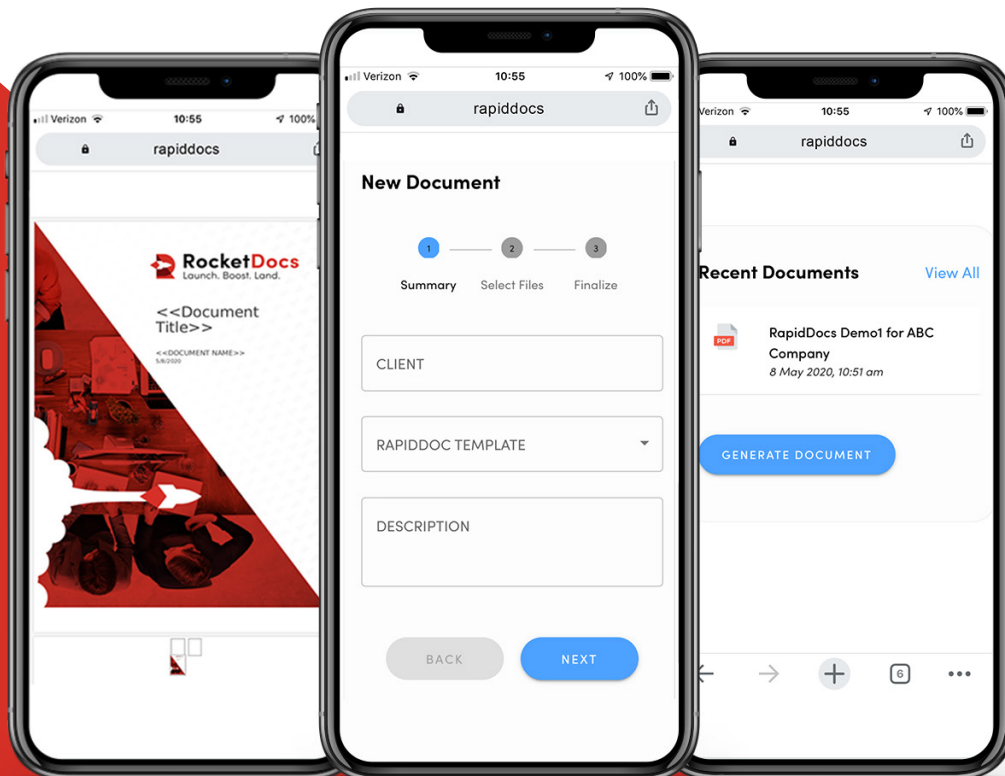 Verizon 10:55 100%
rapiddocs
RocketDocs
Launch. Boost. Land.
<<Document
Title>>
<<DOCUMENT NAME>>
5/8/2020
Verizon 10:55 100%
rapiddocs
New Document
1 2 3
Summary Select Files Finalize
CLIENT
RAPIDDOC TEMPLATE
DESCRIPTION
BACK NEXT
Verizon 10:55 100%
rapiddocs
Recent Documents View All
PDF
RapidDocs Demo1 for ABC
Company
8 May 2020, 10:51 am
GENERATE DOCUMENT
6